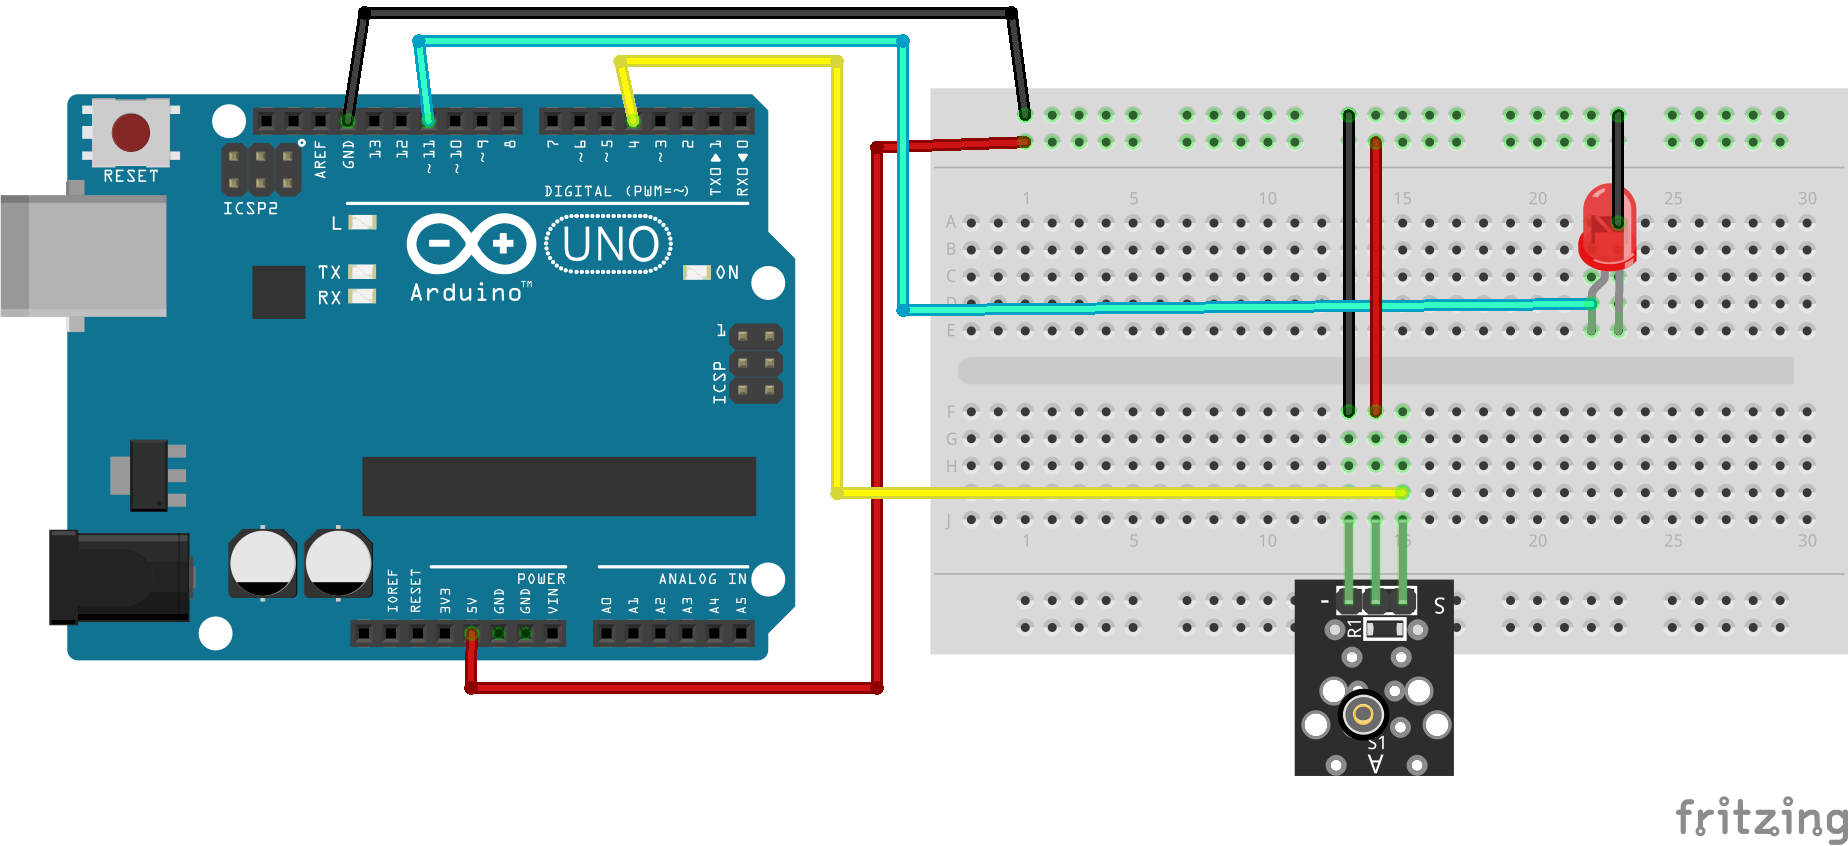 RESET
ICSP2
AREF
GND
13
12
~11
~10
~9
8
7
~6
~5
4
~3
2
TX0▶1
RX0◀0
DIGITAL (PWM=~)
L
TX
RX
UNO
Arduino™
ON
1
ICSP
IOREF
RESET
3V3
5V
GND
GND
VIN
POWER
ANALOG IN
A0
A1
A2
A3
A4
A5
1 5 10 15 20 25 30
A
B
C
D
E
F
G
H
J
1 5 10 15 20 25 30
- S
R1
S1
A
fritzing